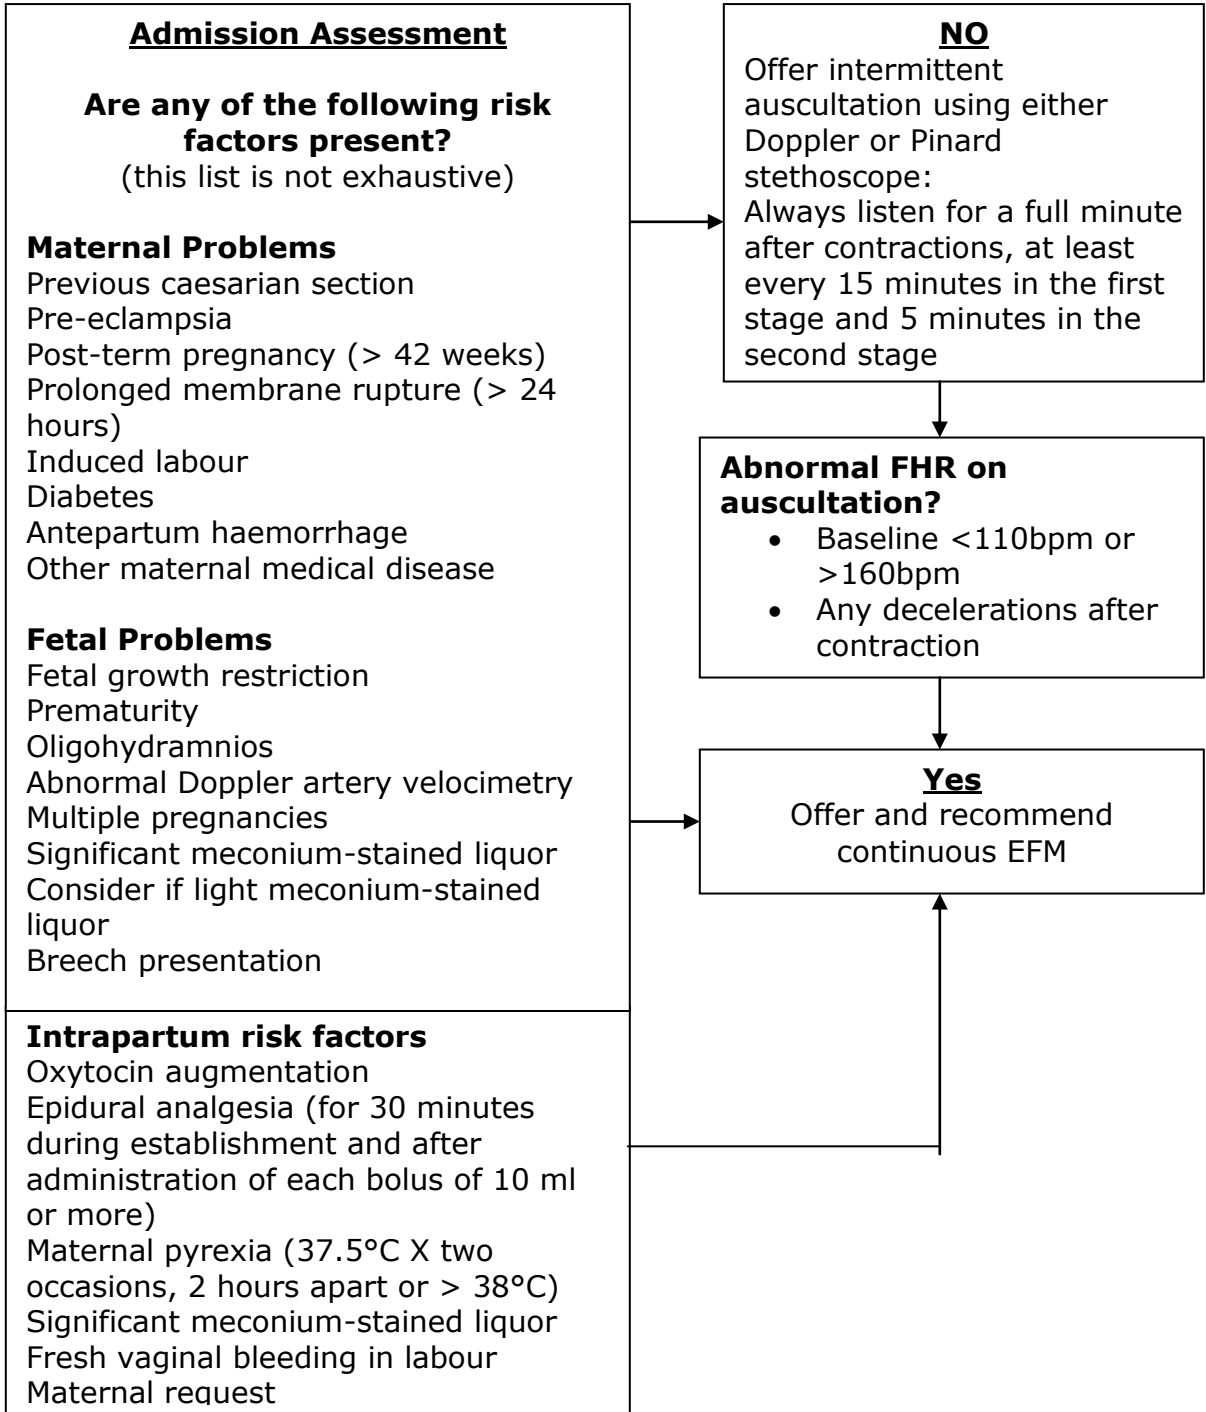 Admission Assessment
Are any of the following risk
factors present?
(this list is not exhaustive)
Maternal Problems
Previous caesarian section
Pre-eclampsia
Post-term pregnancy (> 42 weeks)
Prolonged membrane rupture (> 24
hours)
Induced labour
Diabetes
Antepartum haemorrhage
Other maternal medical disease
Fetal Problems
Fetal growth restriction
Prematurity
Oligohydramnios
Abnormal Doppler artery velocimetry
Multiple pregnancies
Significant meconium-stained liquor
Consider if light meconium-stained
liquor
Breech presentation
Intrapartum risk factors
Oxytocin augmentation
Epidural analgesia (for 30 minutes
during establishment and after
administration of each bolus of 10 ml
or more)
Maternal pyrexia (37.5°C X two
occasions, 2 hours apart or > 38°C)
Significant meconium-stained liquor
Fresh vaginal bleeding in labour
Maternal request
NO
Offer intermittent
auscultation using either
Doppler or Pinard
stethoscope:
Always listen for a full minute
after contractions, at least
every 15 minutes in the first
stage and 5 minutes in the
second stage
Abnormal FHR on
auscultation?
• Baseline <110bpm or
>160bpm
• Any decelerations after
contraction
Yes
Offer and recommend
continuous EFM